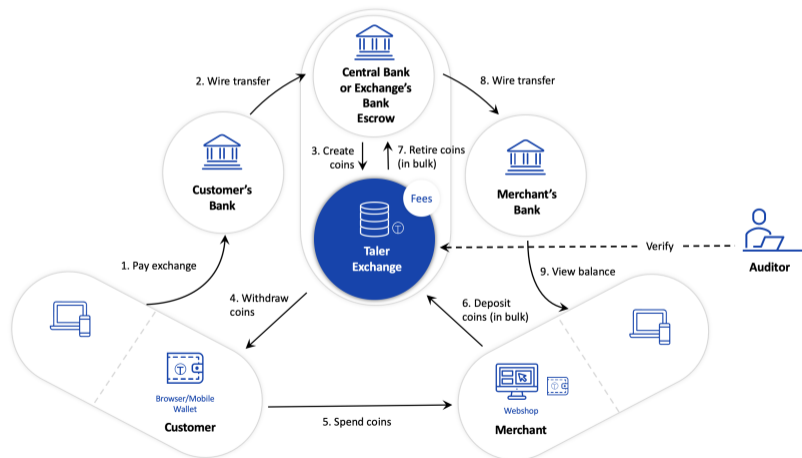 Central Bank
or Exchange's
Bank
Escrow
2. Wire transfer
8. Wire transfer
3. Create
coins
7. Retire coins
(in bulk)
Customer's
Bank
Merchant's
Bank
Fees
Taler
Exchange
Verify
Auditor
1. Pay exchange
9. View balance
4. Withdraw
coins
6. Deposit
coins (in bulk)
Browser/Mobile
Wallet
Customer
5. Spend coins
Webshop
Merchant